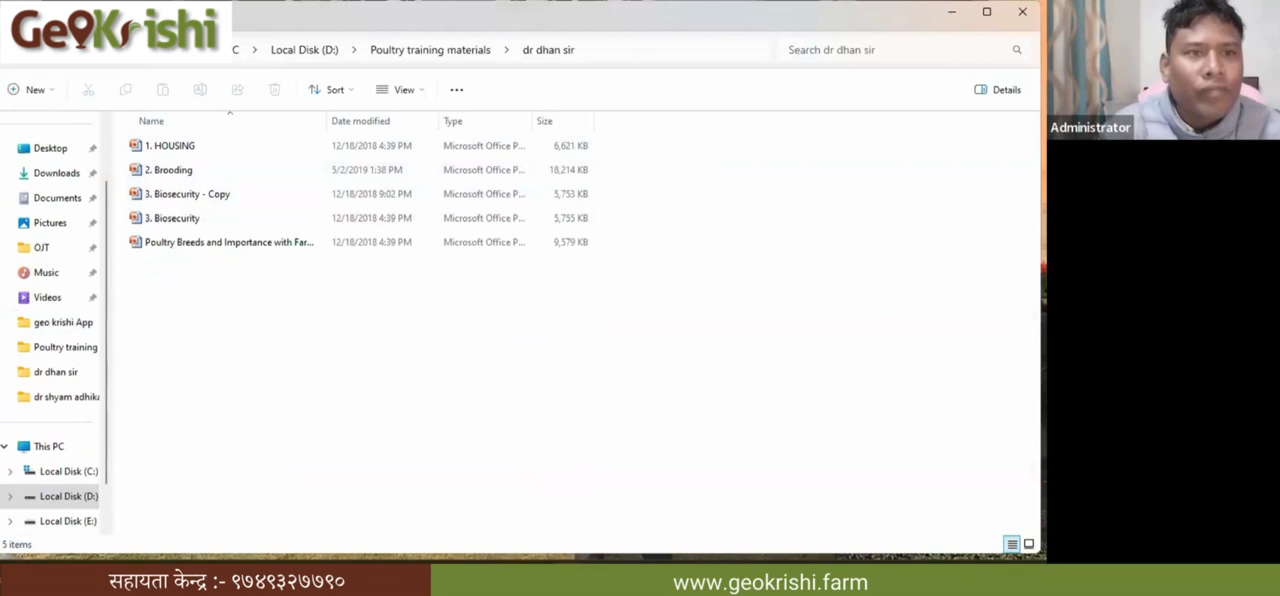 GeoKrishi
C > Local Disk (D:) > Poultry training materials > dr dhan sir
Search dr dhan sir
New
Sort
View
Details
Name Date modified Type Size
1. HOUSING 12/18/2018 4:39 PM Microsoft Office P... 6,621 KB
2. Brooding 5/2/2019 1:38 PM Microsoft Office P... 18,214 KB
3. Biosecurity - Copy 12/18/2018 9:02 PM Microsoft Office P... 5,753 KB
3. Biosecurity 12/18/2018 4:39 PM Microsoft Office P... 5,755 KB
Poultry Breeds and Importance with Far... 12/18/2018 4:39 PM Microsoft Office P... 9,579 KB
Desktop
Downloads
Documents
Pictures
OJT
Music
Videos
geo krishi App
Poultry training
dr dhan sir
dr shyam adhika
This PC
Local Disk (C:)
Local Disk (D:)
Local Disk (E:)
5 items
Administrator
सहायता केन्द्र :- ९७४९३२७७९०
www.geokrishi.farm